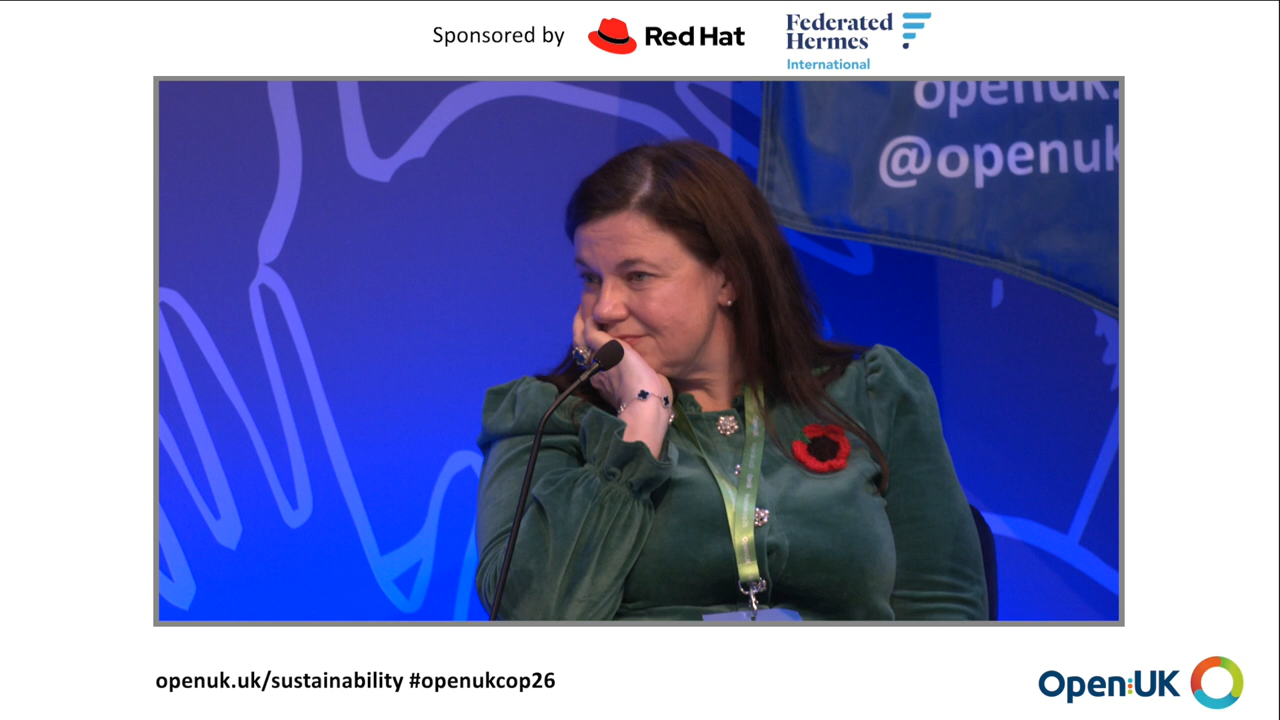 Sponsored by
Red Hat
Federated
Hermes
International
openuk.
@openuk
openuk.uk/sustainability #openukcop26
Open:UK